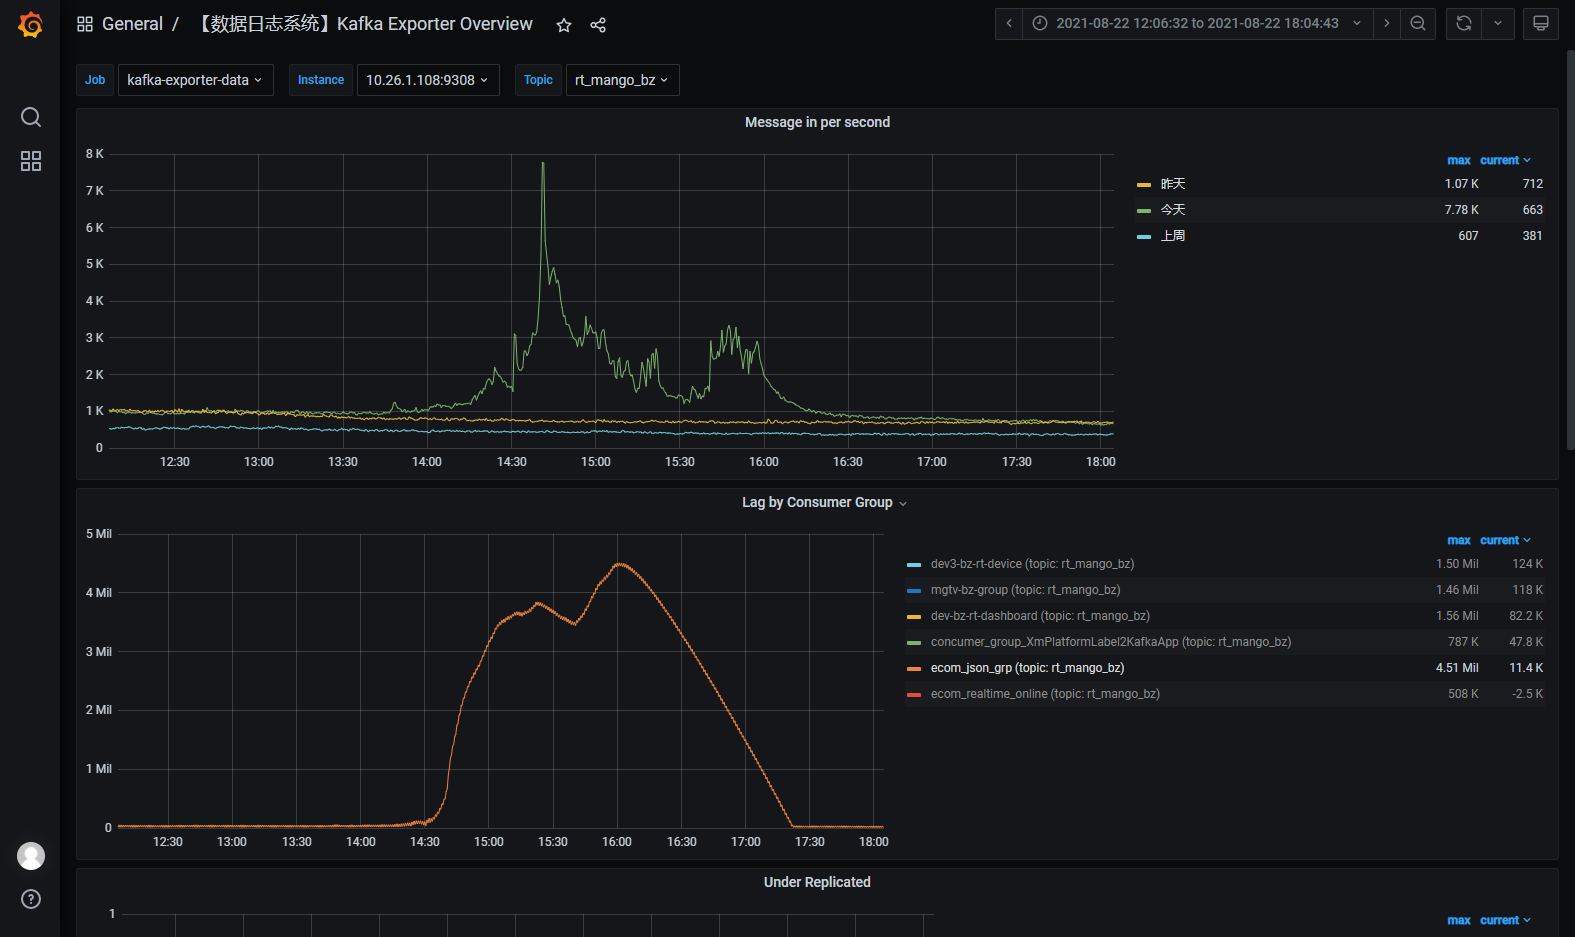 General / 【数据日志系统】Kafka Exporter Overview
2021-08-22 12:06:32 to 2021-08-22 18:04:43
Job kafka-exporter-data Instance 10.26.1.108:9308 Topic rt_mango_bz
Message in per second
8 K
7 K
6 K
5 K
4 K
3 K
2 K
1 K
0
12:30 13:00 13:30 14:00 14:30 15:00 15:30 16:00 16:30 17:00 17:30 18:00
max current
昨天 1.07 K 712
今天 7.78 K 663
上周 607 381
Lag by Consumer Group
5 Mil
4 Mil
3 Mil
2 Mil
1 Mil
0
12:30 13:00 13:30 14:00 14:30 15:00 15:30 16:00 16:30 17:00 17:30 18:00
max current
dev3-bz-rt-device (topic: rt_mango_bz) 1.50 Mil 124 K
mgtv-bz-group (topic: rt_mango_bz) 1.46 Mil 118 K
dev-bz-rt-dashboard (topic: rt_mango_bz) 1.56 Mil 82.2 K
concumer_group_XmPlatformLabel2KafkaApp (topic: rt_mango_bz) 787 K 47.8 K
ecom_json_grp (topic: rt_mango_bz) 4.51 Mil 11.4 K
ecom_realtime_online (topic: rt_mango_bz) 508 K -2.5 K
Under Replicated
1
max current